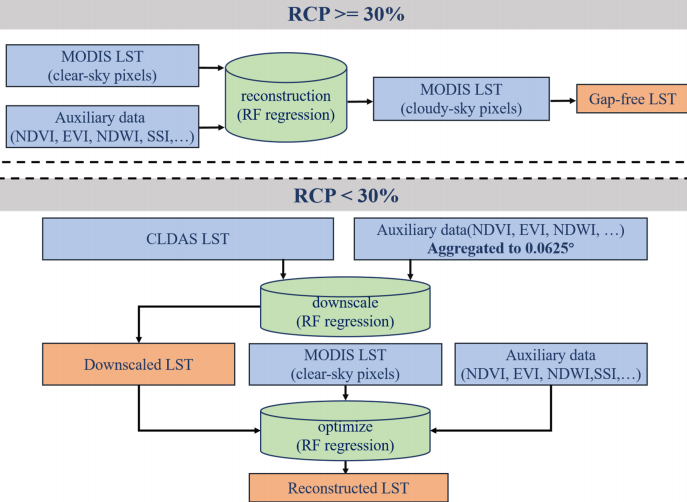 RCP >= 30%
MODIS LST
(clear-sky pixels)
Auxiliary data
(NDVI, EVI, NDWI, SSI,…)
reconstruction
(RF regression)
MODIS LST
(cloudy-sky pixels)
Gap-free LST
RCP < 30%
CLDAS LST
Auxiliary data(NDVI, EVI, NDWI, …)
Aggregated to 0.0625°
downscale
(RF regression)
Downscaled LST
MODIS LST
(clear-sky pixels)
Auxiliary data
(NDVI, EVI, NDWI,SSI,…)
optimize
(RF regression)
Reconstructed LST